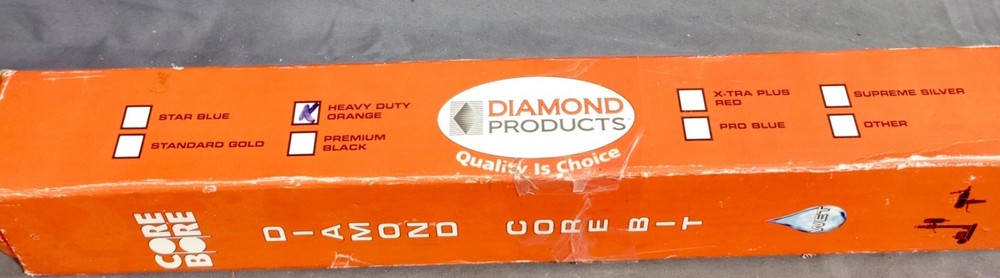 STAR BLUE
STANDARD GOLD
HEAVY DUTY
ORANGE
PREMIUM
BLACK
DIAMOND
PRODUCTS
Quality Is Choice
X-TRA PLUS
RED
PRO BLUE
SUPREME SILVER
OTHER
CORE
BORE
DIAMOND CORE BIT
WET